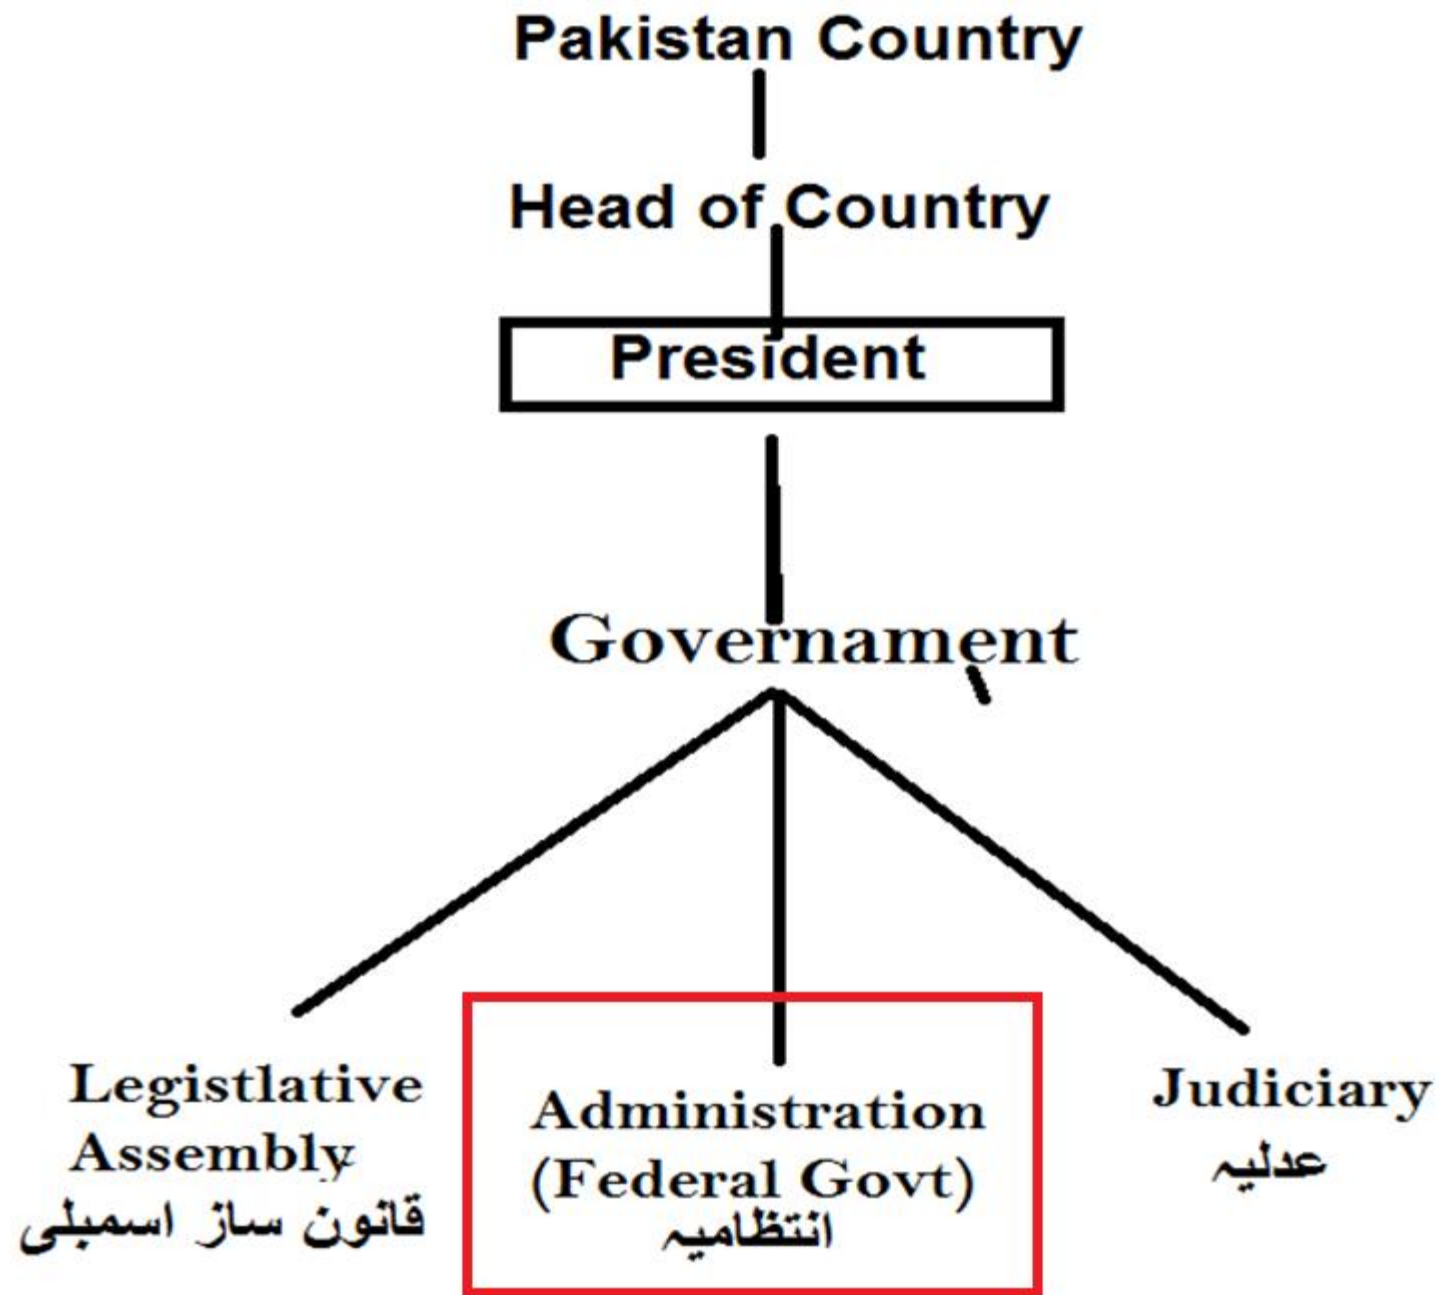 Pakistan Country
Head of Country
President
Governament
Legistlative
Assembly
قانون ساز اسمبلی
Administration
(Federal Govt)
انتظامیہ
Judiciary
عدلیہ